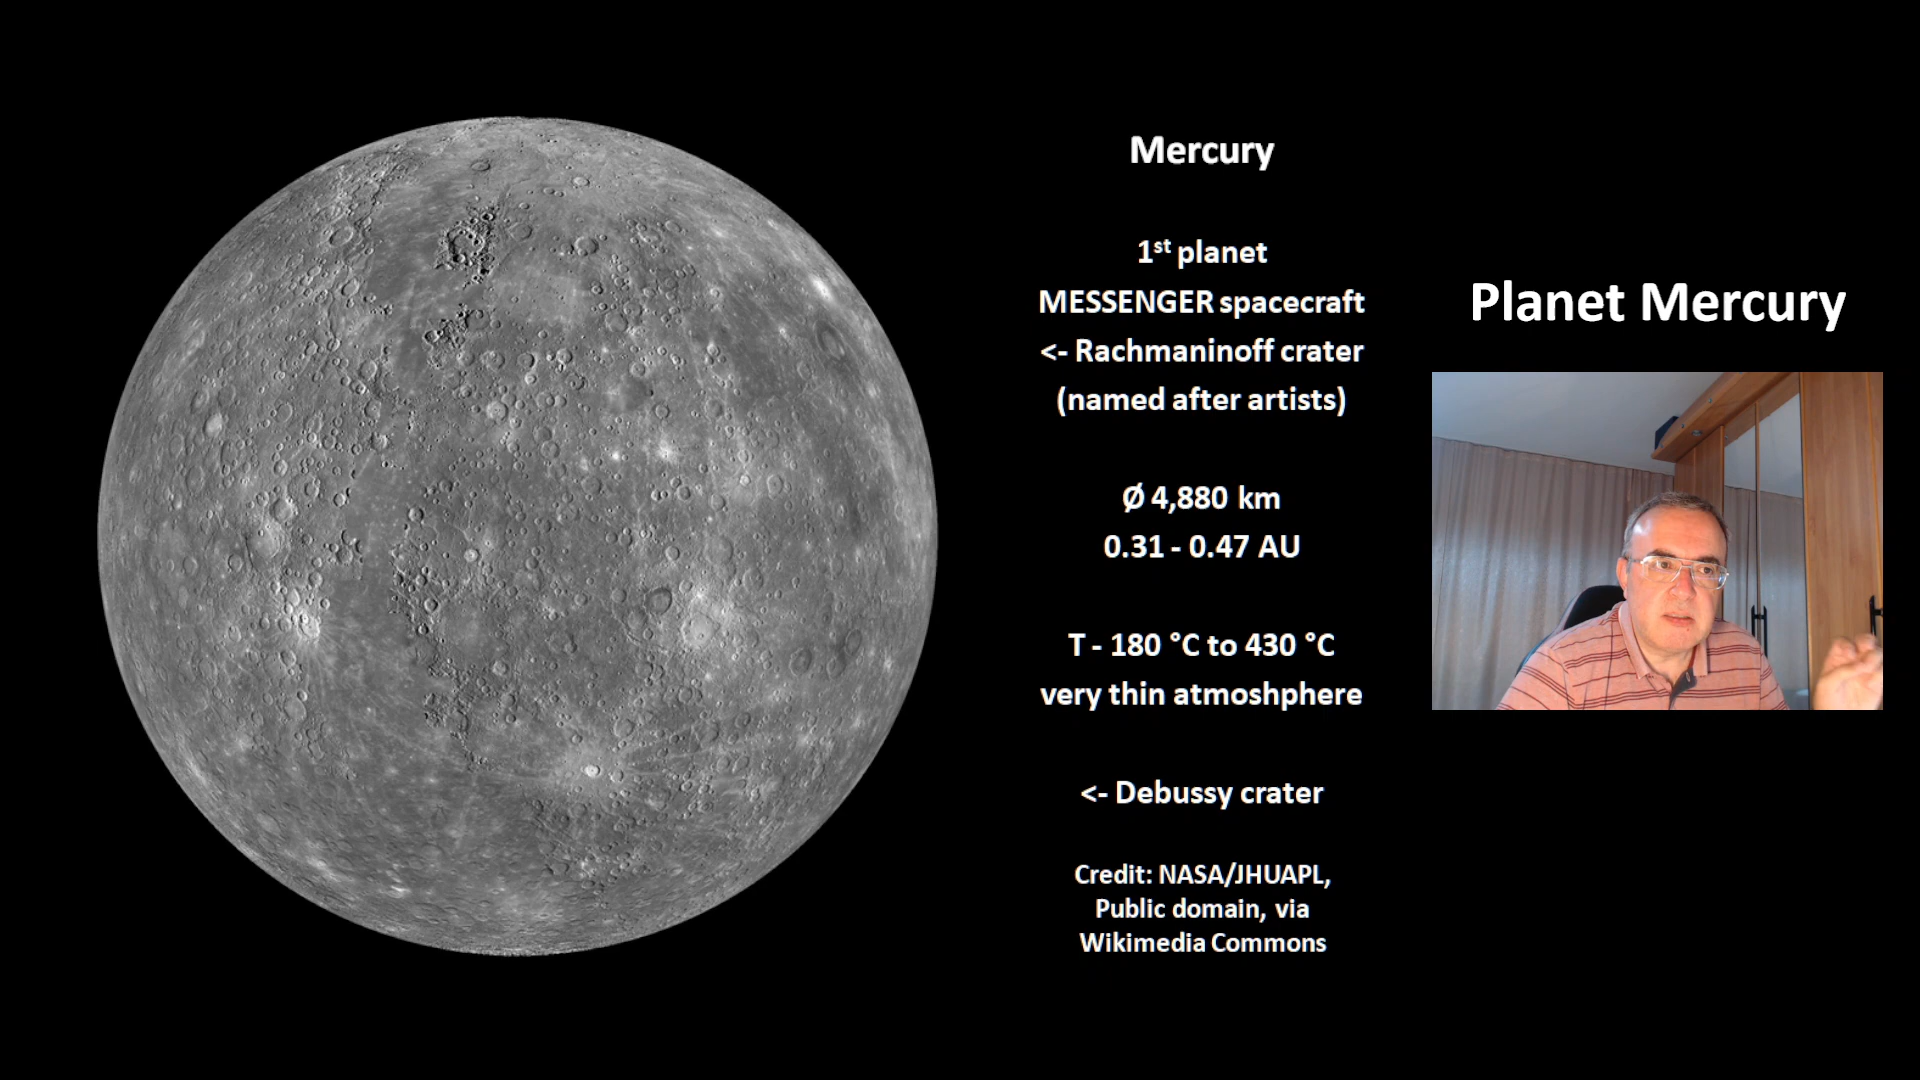 Mercury
1st planet
MESSENGER spacecraft
<- Rachmaninoff crater
(named after artists)
Ø 4,880 km
0.31 - 0.47 AU
T - 180 °C to 430 °C
very thin atmoshphere
<- Debussy crater
Credit: NASA/JHUAPL,
Public domain, via
Wikimedia Commons
Planet Mercury